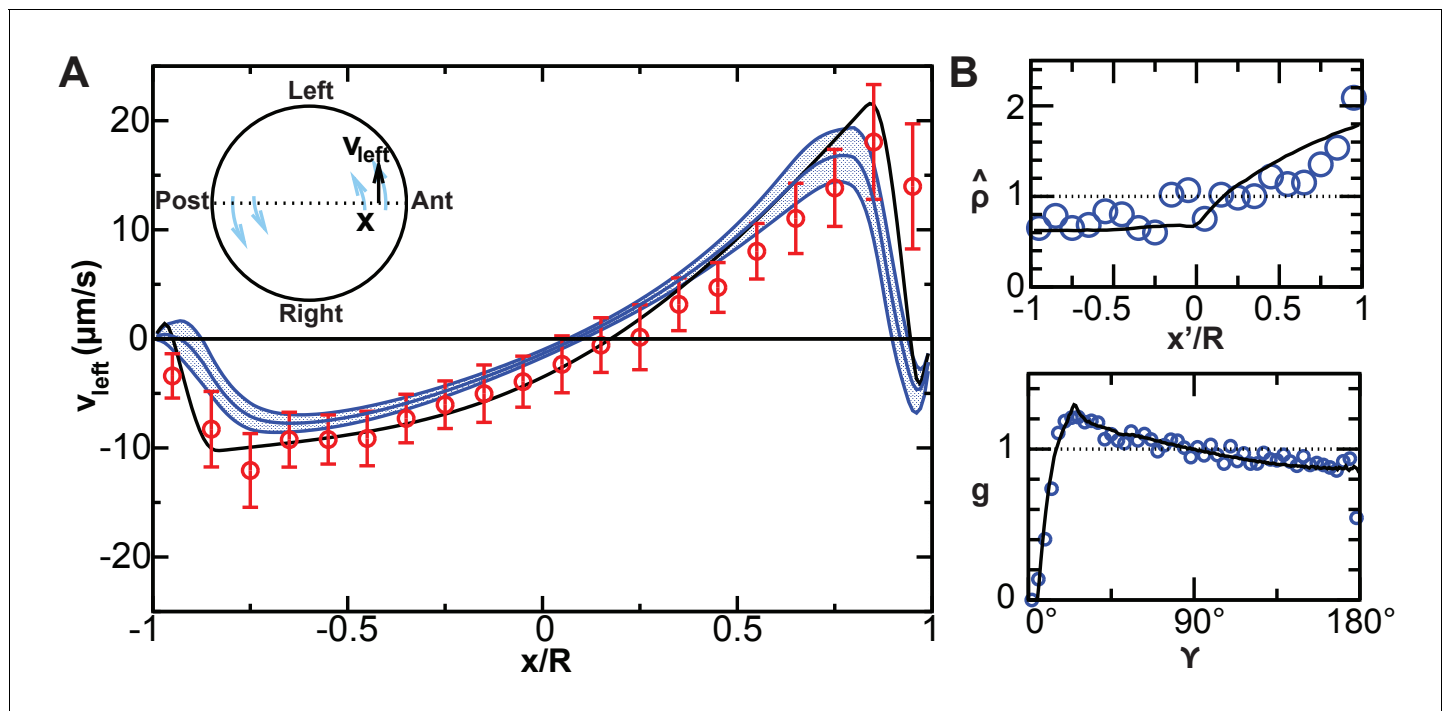 A
Left
v_left
Post
Ant
x
Right
20
10
0
-10
-20
v_left (μm/s)
-1
-0.5
0
0.5
1
x/R
B
2
1
0
ρ̂
-1
-0.5
0
0.5
1
x'/R
1
0
g
0°
90°
180°
γ